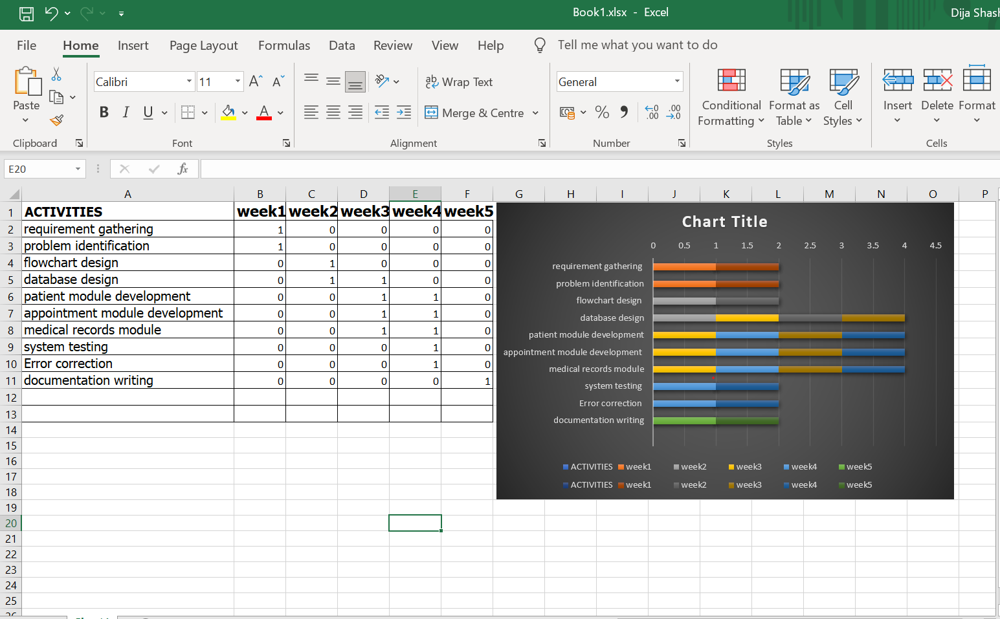 Book1.xlsx - Excel
Dija Shash
File Home Insert Page Layout Formulas Data Review View Help Tell me what you want to do
Calibri 11 Wrap Text General
Paste Merge & Centre Conditional Formatting Format as Table Cell Styles Insert Delete Format
Clipboard Font Alignment Number Styles Cells
E20 fx
A B C D E F G H I J K L M N O P
1 ACTIVITIES week1 week2 week3 week4 week5
2 requirement gathering 1 0 0 0 0
3 problem identification 1 0 0 0 0
4 flowchart design 0 1 0 0 0
5 database design 0 1 1 0 0
6 patient module development 0 0 1 1 0
7 appointment module development 0 0 1 1 0
8 medical records module 0 0 1 1 0
9 system testing 0 0 0 1 0
10 Error correction 0 0 0 1 0
11 documentation writing 0 0 0 0 1
12
13
14
15
16
17
18
19
20
21
22
23
24
25
Chart Title
0 0.5 1 1.5 2 2.5 3 3.5 4 4.5
requirement gathering
problem identification
flowchart design
database design
patient module development
appointment module development
medical records module
system testing
Error correction
documentation writing
ACTIVITIES week1 week2 week3 week4 week5
ACTIVITIES week1 week2 week3 week4 week5